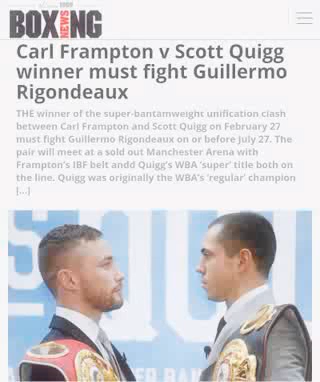 Since 1909
BOXING
NEWS
Carl Frampton v Scott Quigg
winner must fight Guillermo
Rigondeaux
THE winner of the super-bantamweight unification clash
between Carl Frampton and Scott Quigg on February 27
must fight Guillermo Rigondeaux on or before July 27. The
pair will meet at a sold out Manchester Arena with
Frampton's IBF belt andd Quigg's WBA 'super' title both on
the line. Quigg was originally the WBA's 'regular' champion
[...]